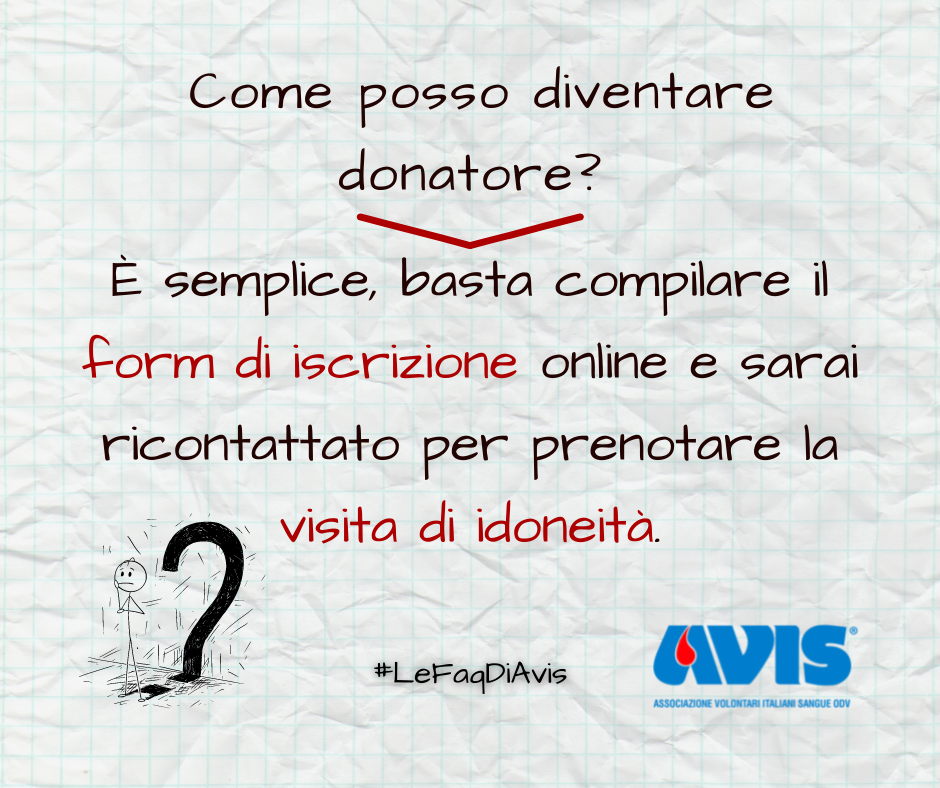 Come posso diventare
donatore?
È semplice, basta compilare il
form di iscrizione online e sarai
ricontattato per prenotare la
visita di idoneità.
#LeFaqDiAvis
AVIS®
ASSOCIAZIONE VOLONTARI ITALIANI SANGUE ODV